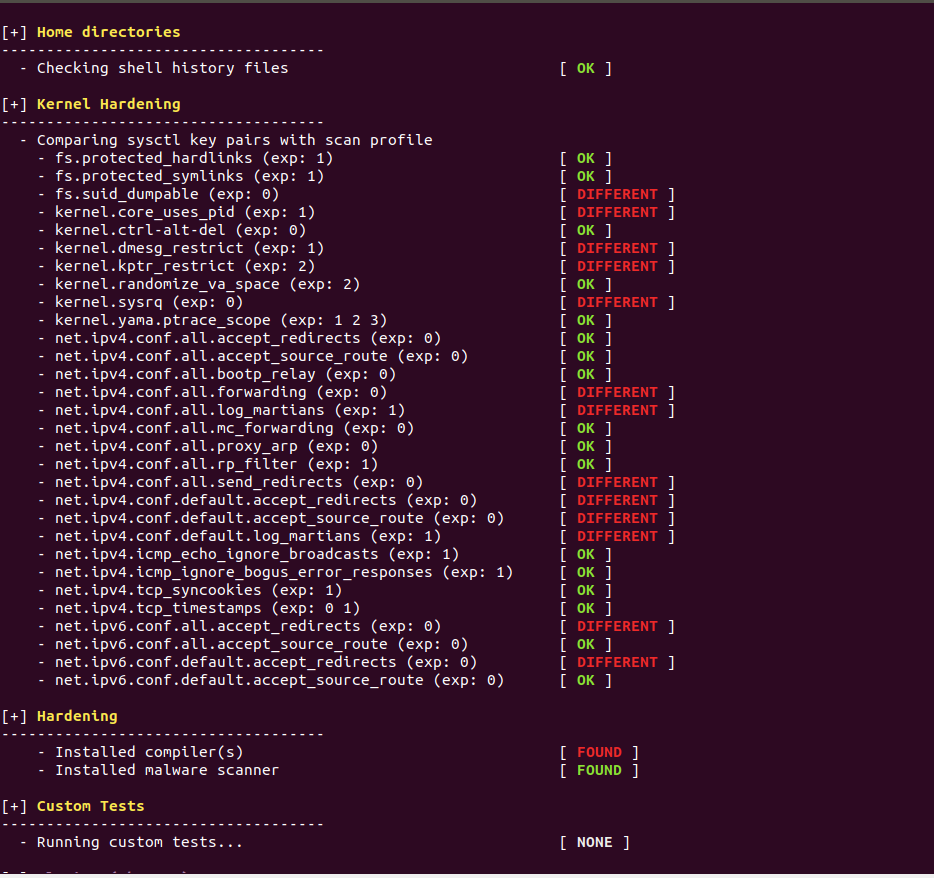 [+] Home directories
------------------------------------
- Checking shell history files [ OK ]
[+] Kernel Hardening
------------------------------------
- Comparing sysctl key pairs with scan profile
- fs.protected_hardlinks (exp: 1) [ OK ]
- fs.protected_symlinks (exp: 1) [ OK ]
- fs.suid_dumpable (exp: 0) [ DIFFERENT ]
- kernel.core_uses_pid (exp: 1) [ DIFFERENT ]
- kernel.ctrl-alt-del (exp: 0) [ OK ]
- kernel.dmesg_restrict (exp: 1) [ DIFFERENT ]
- kernel.kptr_restrict (exp: 2) [ DIFFERENT ]
- kernel.randomize_va_space (exp: 2) [ OK ]
- kernel.sysrq (exp: 0) [ DIFFERENT ]
- kernel.yama.ptrace_scope (exp: 1 2 3) [ OK ]
- net.ipv4.conf.all.accept_redirects (exp: 0) [ OK ]
- net.ipv4.conf.all.accept_source_route (exp: 0) [ OK ]
- net.ipv4.conf.all.bootp_relay (exp: 0) [ OK ]
- net.ipv4.conf.all.forwarding (exp: 0) [ DIFFERENT ]
- net.ipv4.conf.all.log_martians (exp: 1) [ DIFFERENT ]
- net.ipv4.conf.all.mc_forwarding (exp: 0) [ OK ]
- net.ipv4.conf.all.proxy_arp (exp: 0) [ OK ]
- net.ipv4.conf.all.rp_filter (exp: 1) [ OK ]
- net.ipv4.conf.all.send_redirects (exp: 0) [ DIFFERENT ]
- net.ipv4.conf.default.accept_redirects (exp: 0) [ DIFFERENT ]
- net.ipv4.conf.default.accept_source_route (exp: 0) [ DIFFERENT ]
- net.ipv4.conf.default.log_martians (exp: 1) [ DIFFERENT ]
- net.ipv4.icmp_echo_ignore_broadcasts (exp: 1) [ OK ]
- net.ipv4.icmp_ignore_bogus_error_responses (exp: 1) [ OK ]
- net.ipv4.tcp_syncookies (exp: 1) [ OK ]
- net.ipv4.tcp_timestamps (exp: 0 1) [ OK ]
- net.ipv6.conf.all.accept_redirects (exp: 0) [ DIFFERENT ]
- net.ipv6.conf.all.accept_source_route (exp: 0) [ OK ]
- net.ipv6.conf.default.accept_redirects (exp: 0) [ DIFFERENT ]
- net.ipv6.conf.default.accept_source_route (exp: 0) [ OK ]
[+] Hardening
------------------------------------
- Installed compiler(s) [ FOUND ]
- Installed malware scanner [ FOUND ]
[+] Custom Tests
------------------------------------
- Running custom tests... [ NONE ]